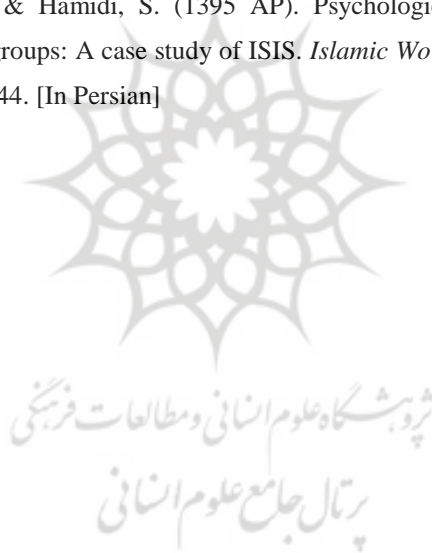 & Hamidi, S. (1395 AP). Psychologic
groups: A case study of ISIS. Islamic Wo
44. [In Persian]
پژوهشگاه علوم انسانی و مطالعات فرهنگی
پرتال جامع علوم انسانی